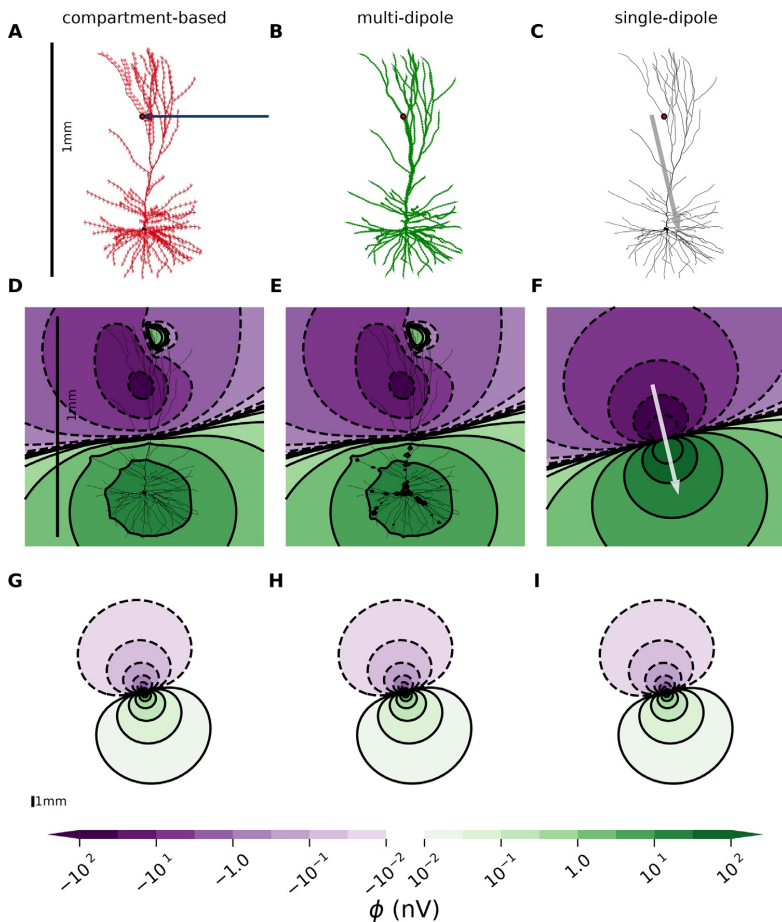 compartment-based multi-dipole single-dipole
A B C
1mm
D E F
1mm
G H I
1mm
−10² −10¹ −1.0 −10⁻¹ −10⁻² 10⁻² 10⁻¹ 1.0 10¹ 10²
ϕ (nV)